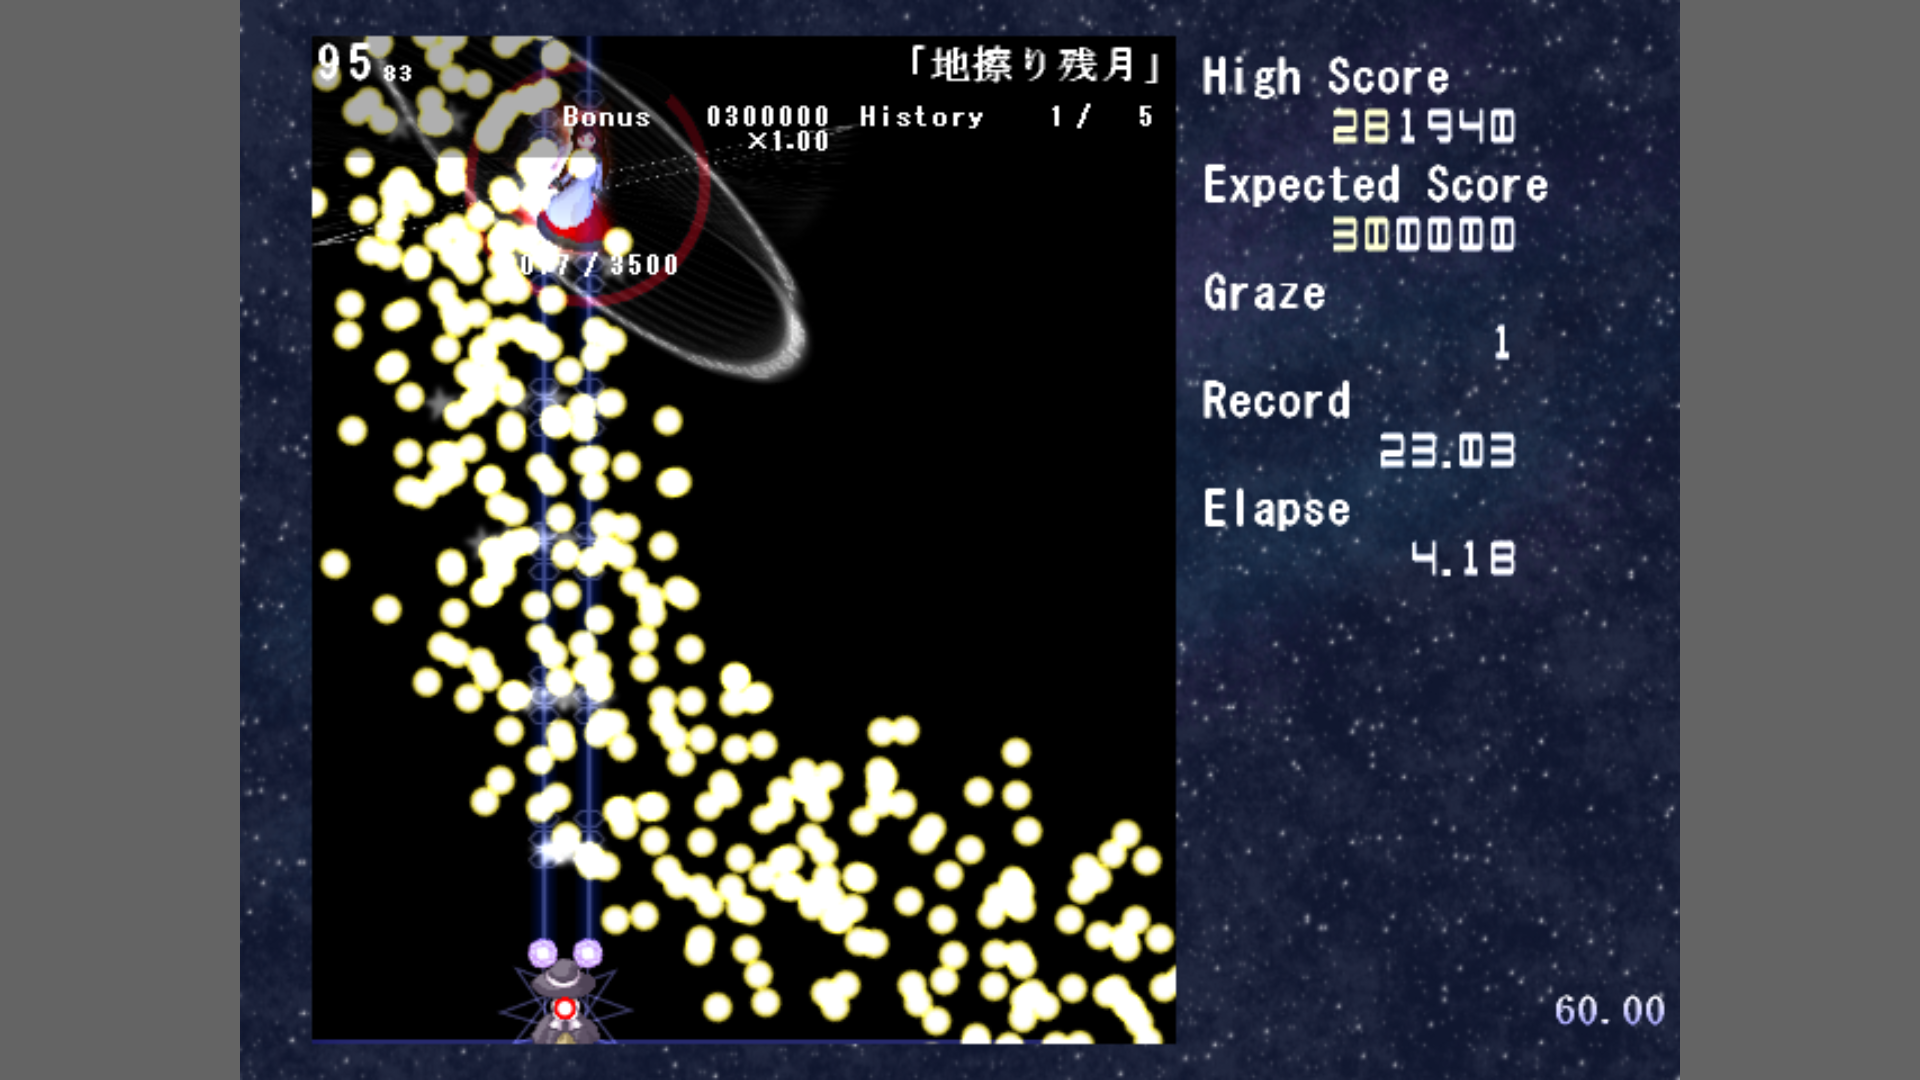 95 83
「地擦り残月」
Bonus 0300000 History 1 / 5
×1.00
/ 3500
High Score
281940
Expected Score
300000
Graze
1
Record
23.03
Elapse
4.18
60.00